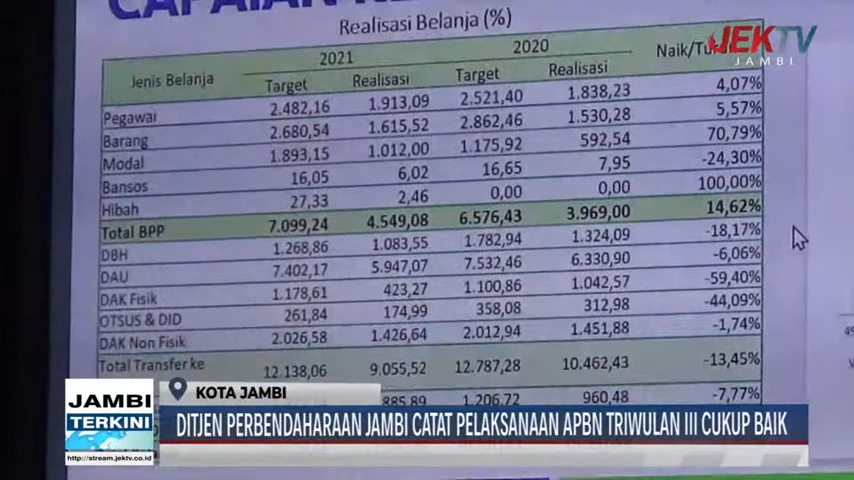 JEKTV
JAMBI
Realisasi Belanja (%)
Jenis Belanja 2021 2020
Target Realisasi Target Realisasi
Pegawai 2.482,16 1.913,09 2.521,40 1.838,23 4,07%
Barang 2.680,54 1.615,52 2.862,46 1.530,28 5,57%
Modal 1.893,15 1.012,00 1.175,92 592,54 70,79%
Bansos 16,05 6,02 16,65 7,95 -24,30%
Hibah 27,33 2,46 0,00 0,00 100,00%
Total BPP 7.099,24 4.549,08 6.576,43 3.969,00 14,62%
DBH 1.268,86 1.083,55 1.782,94 1.324,09 -18,17%
DAU 7.402,17 5.947,07 7.532,46 6.330,90 -6,06%
DAK Fisik 1.178,61 423,27 1.100,86 1.042,57 -59,40%
OTSUS & DID 261,84 174,99 358,08 312,98 -44,09%
DAK Non Fisik 2.026,58 1.426,64 2.012,94 1.451,88 -1,74%
Total Transfer ke 12.138,06 9.055,52 12.787,28 10.462,43 -13,45%
885,89 1.206,72 960,48 -7,77%
JAMBI
TERKINI
http://stream.jektv.co.id
KOTA JAMBI
DITJEN PERBENDAHARAAN JAMBI CATAT PELAKSANAAN APBN TRIWULAN III CUKUP BAIK